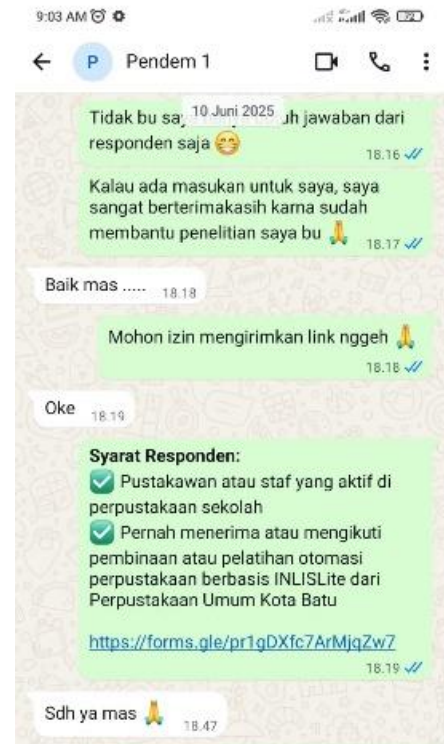 9:03 AM
72
P Pendem 1
10 Juni 2025
Tidak bu uh jawaban dari
responden saja
18.16
Kalau ada masukan untuk saya, saya
sangat berterimakasih karna sudah
membantu penelitian saya bu
18.17
Baik mas ..... 18.18
Mohon izin mengirimkan link nggeh
18.18
Oke 18.19
Syarat Responden:
Pustakawan atau staf yang aktif di
perpustakaan sekolah
Pernah menerima atau mengikuti
pembinaan atau pelatihan otomasi
perpustakaan berbasis INLISLite dari
Perpustakaan Umum Kota Batu
https://forms.gle/pr1gDXfc7ArMjqZw7
18.19
Sdh ya mas 18.47